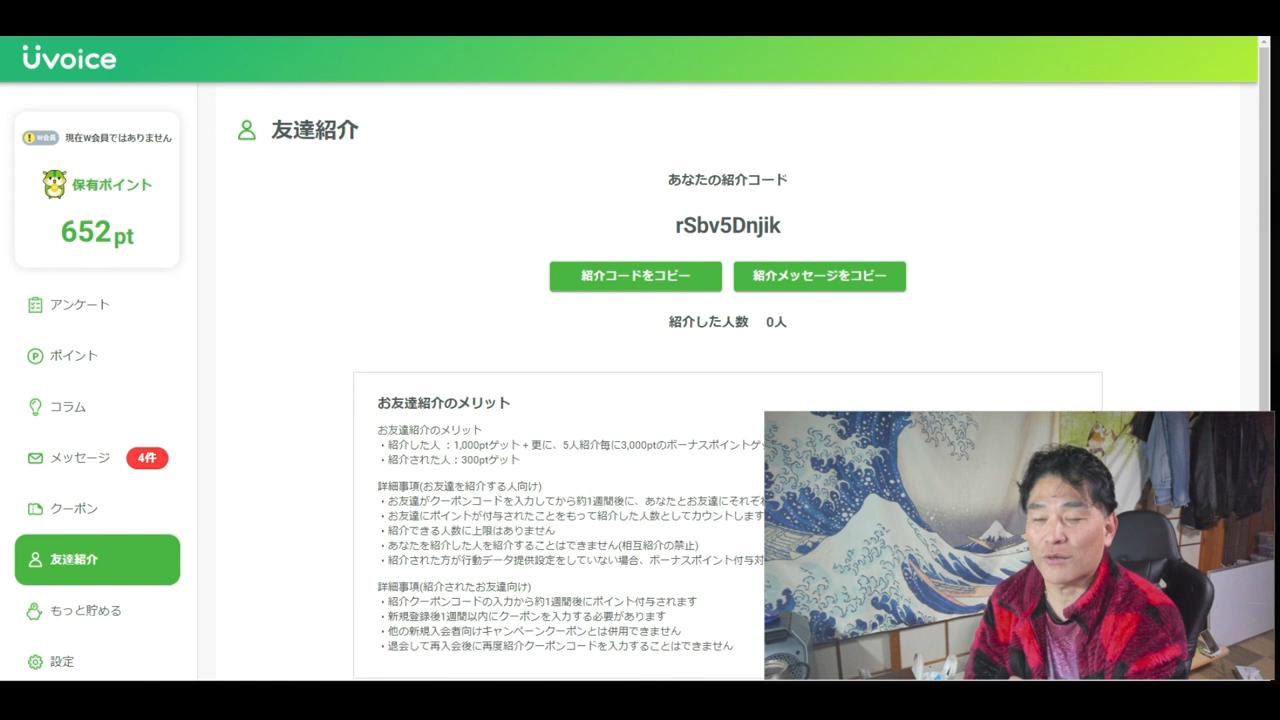 Uvoice
W会員 現在W会員ではありません
保有ポイント
652pt
アンケート
ポイント
コラム
メッセージ 4件
クーポン
友達紹介
もっと貯める
設定
友達紹介
あなたの紹介コード
rSbv5Dnjik
紹介コードをコピー 紹介メッセージをコピー
紹介した人数 0人
お友達紹介のメリット
お友達紹介のメリット
・紹介した人 : 1,000ptゲット + 更に、5人紹介毎に3,000ptのボーナスポイントゲ
・紹介された人 : 300ptゲット
詳細事項(お友達を紹介する人向け)
・お友達がクーポンコードを入力してから約1週間後に、あなたとお友達にそれぞれ
・お友達にポイントが付与されたことをもって紹介した人数としてカウントします
・紹介できる人数に上限はありません
・あなたを紹介した人を紹介することはできません(相互紹介の禁止)
・紹介された方が行動データ提供設定をしていない場合、ボーナスポイント付与対
詳細事項(紹介されたお友達向け)
・紹介クーポンコードの入力から約1週間後にポイント付与されます
・新規登録後1週間以内にクーポンを入力する必要があります
・他の新規入会者向けキャンペーンクーポンとは併用できません
・退会して再入会後に再度紹介クーポンコードを入力することはできません